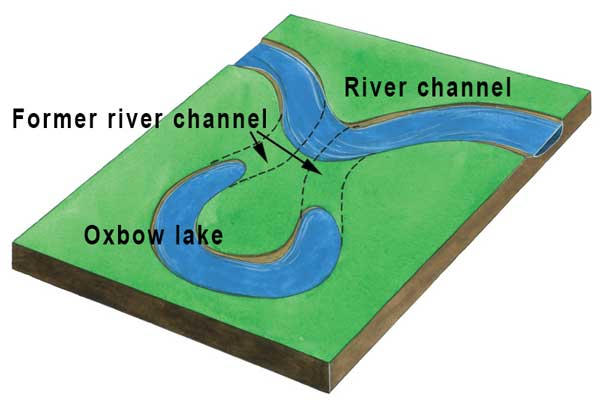 River channel
Former river channel
Oxbow lake